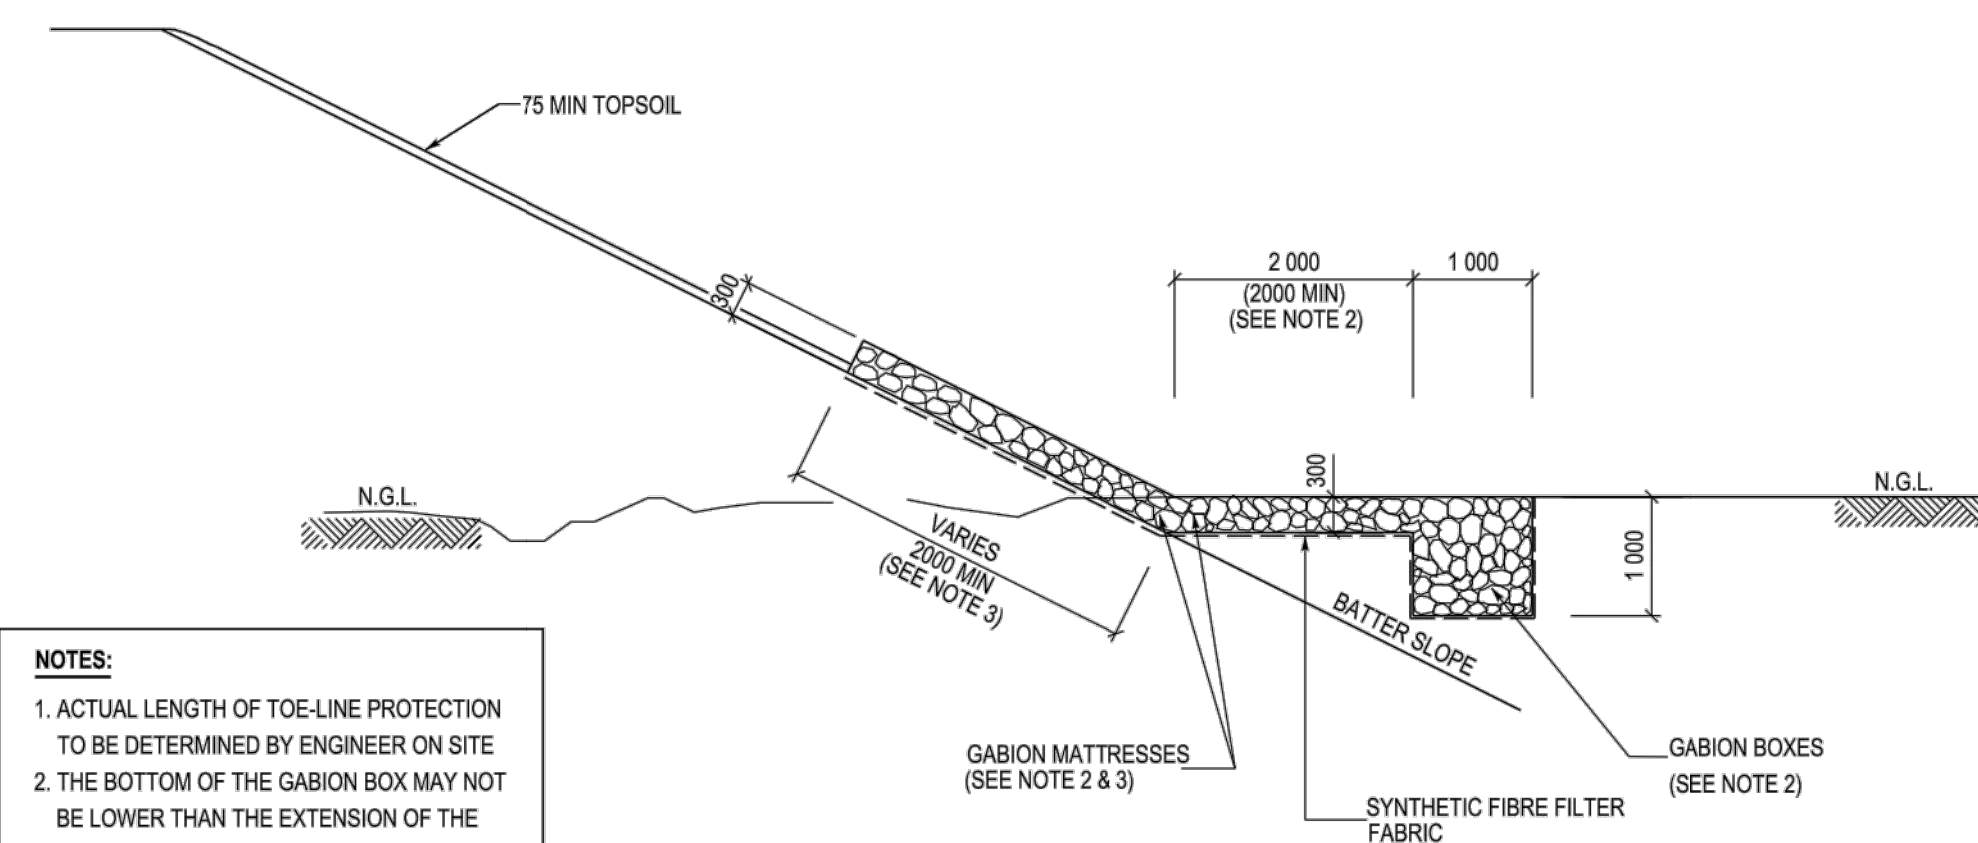 75 MIN TOPSOIL
300
2 000
1 000
(2000 MIN)
(SEE NOTE 2)
300
N.G.L.
N.G.L.
VARIES
2000 MIN
(SEE NOTE 3)
1 000
BATTER SLOPE
GABION MATTRESSES
(SEE NOTE 2 & 3)
GABION BOXES
(SEE NOTE 2)
SYNTHETIC FIBRE FILTER
FABRIC
NOTES:
1. ACTUAL LENGTH OF TOE-LINE PROTECTION
TO BE DETERMINED BY ENGINEER ON SITE
2. THE BOTTOM OF THE GABION BOX MAY NOT
BE LOWER THAN THE EXTENSION OF THE